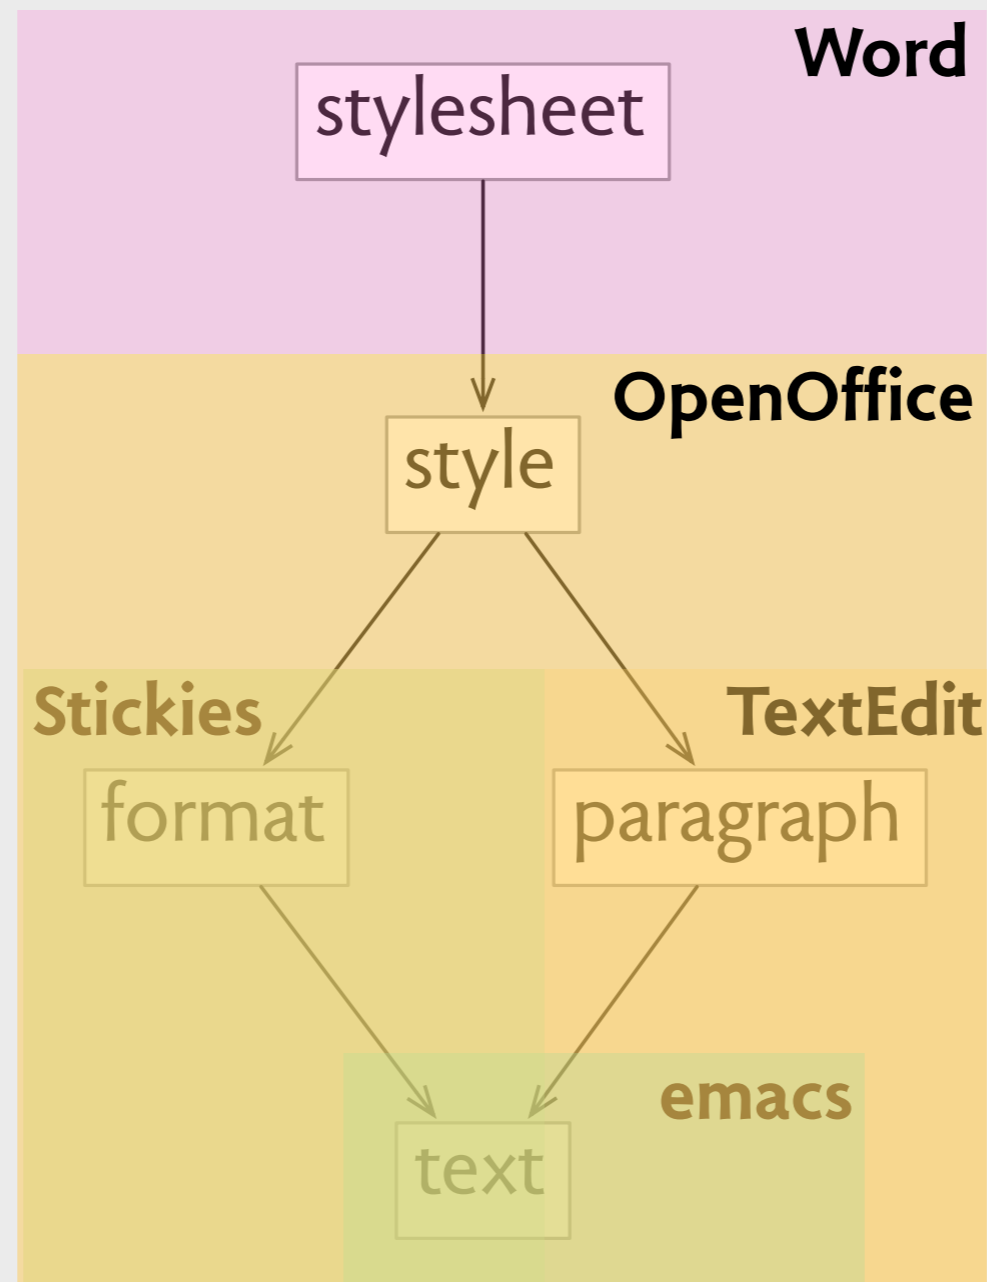 Word
stylesheet
OpenOffice
style
Stickies
TextEdit
format
paragraph
emacs
text